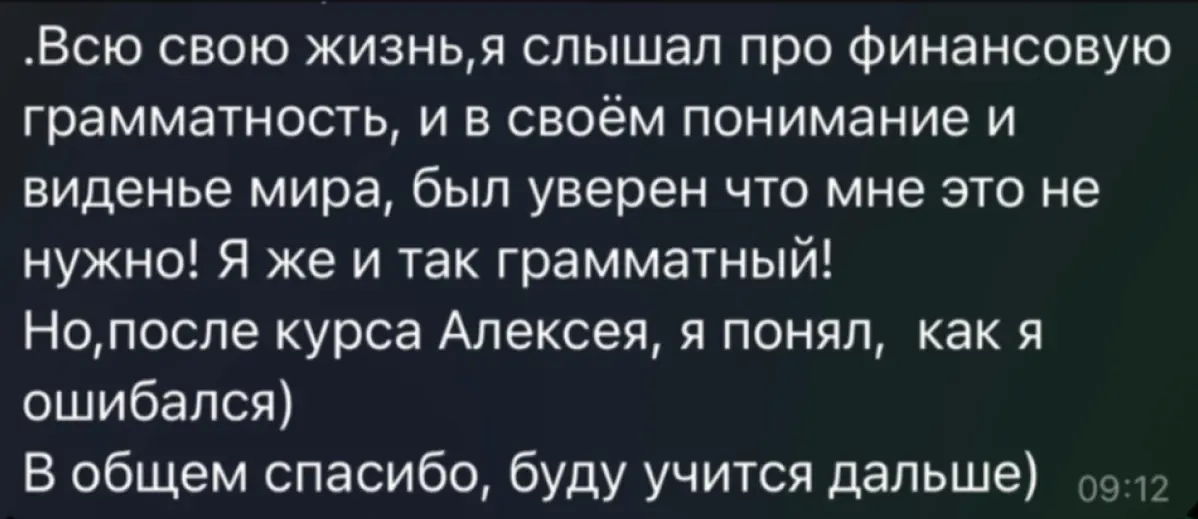 .Всю свою жизнь,я слышал про финансовую
грамматность, и в своём понимание и
виденье мира, был уверен что мне это не
нужно! Я же и так грамматный!
Но,после курса Алексея, я понял,  как я
ошибался)
В общем спасибо, буду учится дальше) 09:12